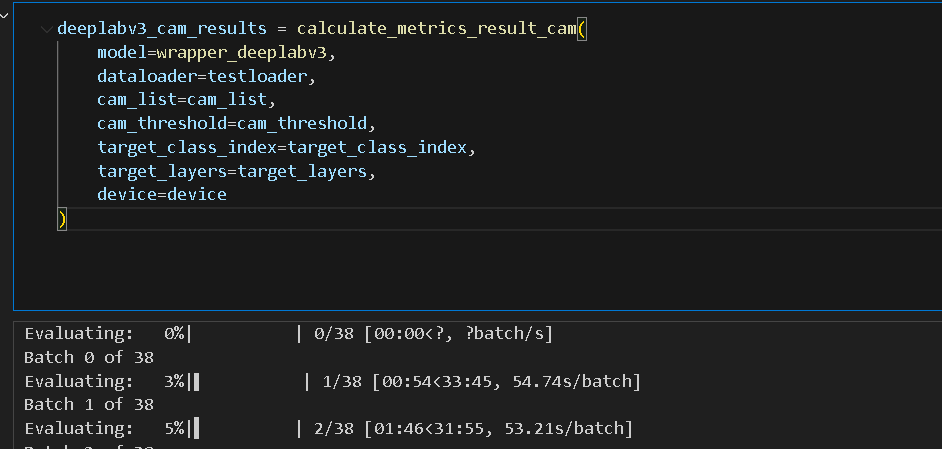 deeplabv3_cam_results = calculate_metrics_result_cam(
    model=wrapper_deeplabv3,
    dataloader=testloader,
    cam_list=cam_list,
    cam_threshold=cam_threshold,
    target_class_index=target_class_index,
    target_layers=target_layers,
    device=device
)
Evaluating:   0%|          | 0/38 [00:00<?, ?batch/s]
Batch 0 of 38
Evaluating:   3%|▌          | 1/38 [00:54<33:45, 54.74s/batch]
Batch 1 of 38
Evaluating:   5%|▌         | 2/38 [01:46<31:55, 53.21s/batch]